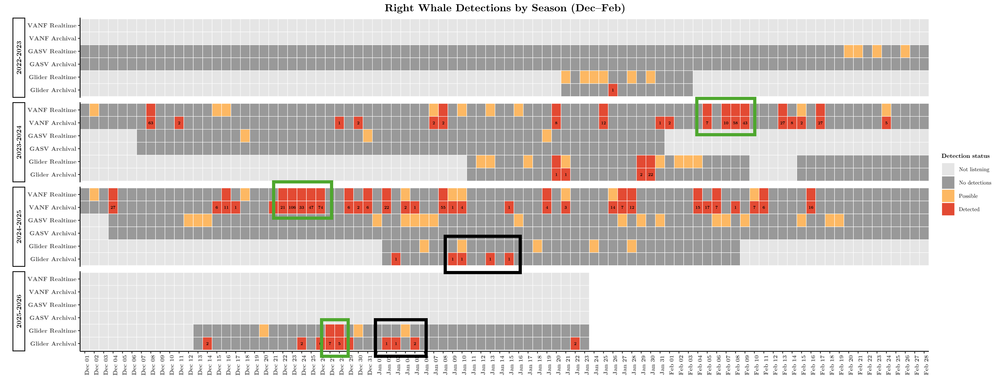 Right Whale Detections by Season (Dec–Feb)
2022-2023
VANF Realtime
VANF Archival
GASV Realtime
GASV Archival
Glider Realtime
Glider Archival
1
2023-2024
VANF Realtime
VANF Archival
63 2 1 2 2 2 8 12 1 2 7 10 58 43 27 8 2 27 5
GASV Realtime
GASV Archival
Glider Realtime
Glider Archival
1 1 2 22
2024-2025
VANF Realtime
VANF Archival
27 6 11 1 21 106 33 47 74 6 2 6 22 2 1 55 1 4 1 4 3 14 7 12 15 17 7 1 7 6 16
GASV Realtime
GASV Archival
Glider Realtime
Glider Archival
1 1 1 1 1
2025-2026
VANF Realtime
VANF Archival
GASV Realtime
GASV Archival
Glider Realtime
Glider Archival
2 2 7 5 1 1 2 2
Dec 01
Dec 02
Dec 03
Dec 04
Dec 05
Dec 06
Dec 07
Dec 08
Dec 09
Dec 10
Dec 11
Dec 12
Dec 13
Dec 14
Dec 15
Dec 16
Dec 17
Dec 18
Dec 19
Dec 20
Dec 21
Dec 22
Dec 23
Dec 24
Dec 25
Dec
Dec
Dec
Dec 29
Dec 30
Dec 31
Jan
Jan
Jan
Jan
Jan
Jan
Jan 07
Jan 08
Jan 09
Jan 10
Jan 11
Jan 12
Jan 13
Jan 14
Jan 15
Jan 16
Jan 17
Jan 18
Jan 19
Jan 20
Jan 21
Jan 22
Jan 23
Jan 24
Jan 25
Jan 26
Jan 27
Jan 28
Jan 29
Jan 30
Jan 31
Feb 01
Feb 02
Feb 03
Feb 04
Feb 05
Feb 06
Feb 07
Feb 08
Feb 09
Feb 10
Feb 11
Feb 12
Feb 13
Feb 14
Feb 15
Feb 16
Feb 17
Feb 18
Feb 19
Feb 20
Feb 21
Feb 22
Feb 23
Feb 24
Feb 25
Feb 26
Feb 27
Feb 28
Detection status
Not listening
No detections
Possible
Detected